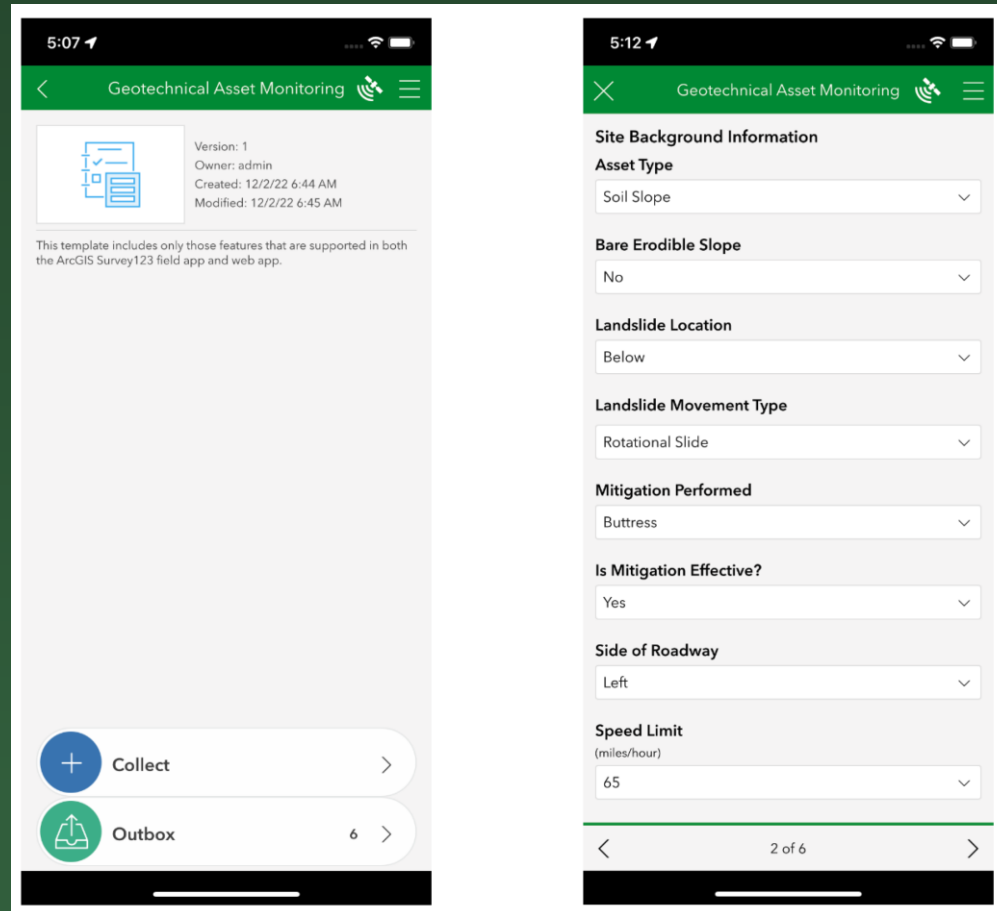 5:07
Geotechnical Asset Monitoring
Version: 1
Owner: admin
Created: 12/2/22 6:44 AM
Modified: 12/2/22 6:45 AM
This template includes only those features that are supported in both
the ArcGIS Survey123 field app and web app.
Collect
Outbox 6
5:12
Geotechnical Asset Monitoring
Site Background Information
Asset Type
Soil Slope
Bare Erodible Slope
No
Landslide Location
Below
Landslide Movement Type
Rotational Slide
Mitigation Performed
Buttress
Is Mitigation Effective?
Yes
Side of Roadway
Left
Speed Limit
(miles/hour)
65
2 of 6